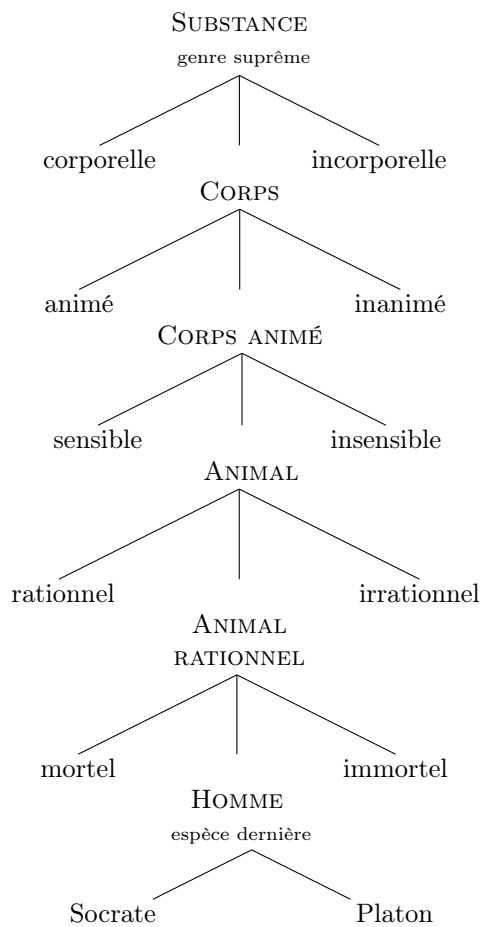 SUBSTANCE
genre suprême
corporelle incorporelle
CORPS
animé inanimé
CORPS ANIMÉ
sensible insensible
ANIMAL
rationnel irrationnel
ANIMAL
RATIONNEL
mortel immortel
HOMME
espèce dernière
Socrate Platon